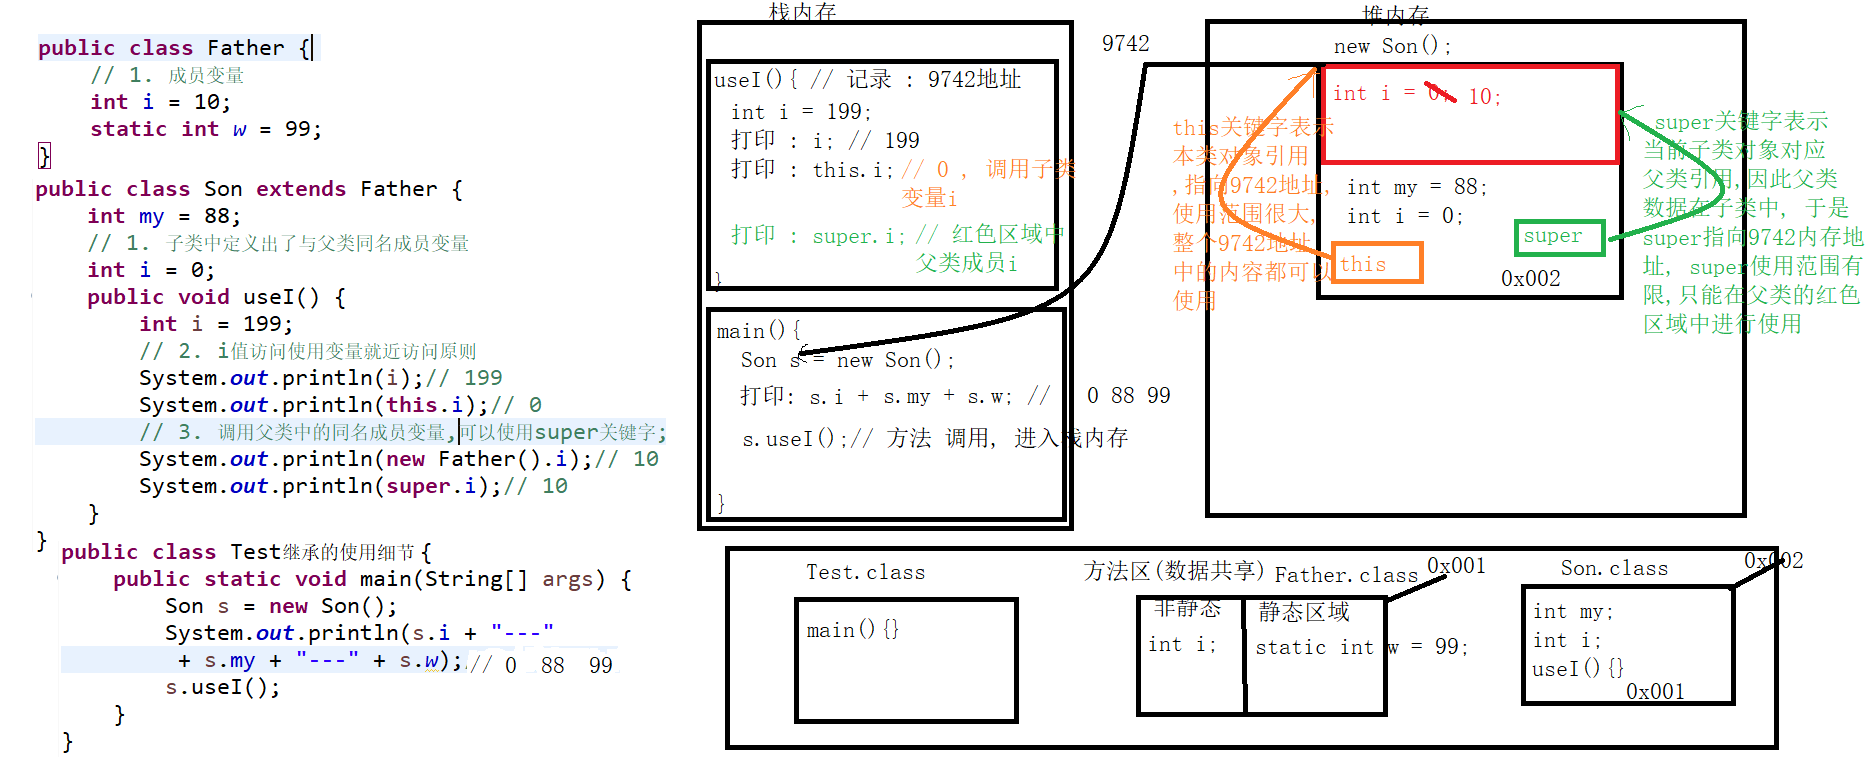 public class Father {
// 1. 成员变量
int i = 10;
static int w = 99;
}
public class Son extends Father {
int my = 88;
// 1. 子类中定义出了与父类同名成员变量
int i = 0;
public void useI() {
int i = 199;
// 2. i值访问使用变量就近访问原则
System.out.println(i);// 199
System.out.println(this.i);// 0
// 3. 调用父类中的同名成员变量,可以使用super关键字;
System.out.println(new Father().i);// 10
System.out.println(super.i);// 10
}
}
public class Test继承的使用细节 {
public static void main(String[] args) {
Son s = new Son();
System.out.println(s.i + "---"
+ s.my + "---" + s.w);// 0 88 99
s.useI();
}
}
栈内存
useI(){ // 记录 : 9742地址
int i = 199;
打印 : i; // 199
打印 : this.i; // 0 , 调用子类
变量i
打印 : super.i; // 红色区域中
父类成员i
}
main(){
Son s = new Son();
打印: s.i + s.my + s.w; // 0 88 99
s.useI();// 方法 调用, 进入栈内存
}
9742
堆内存
new Son();
int i = 0; 10;
int my = 88;
int i = 0;
super
this
0x002
this关键字表示
本类对象引用
,指向9742地址,
使用范围很大,
整个9742地址
中的内容都可以
使用
super关键字表示
当前子类对象对应
父类引用,因此父类
数据在子类中, 于是
super指向9742内存地
址, super使用范围有
限,只能在父类的红色
区域中进行使用
方法区(数据共享)
Test.class
main(){}
Father.class
0x001
非静态
静态区域
int i;
static int w = 99;
Son.class
0x002
int my;
int i;
useI(){}
0x001